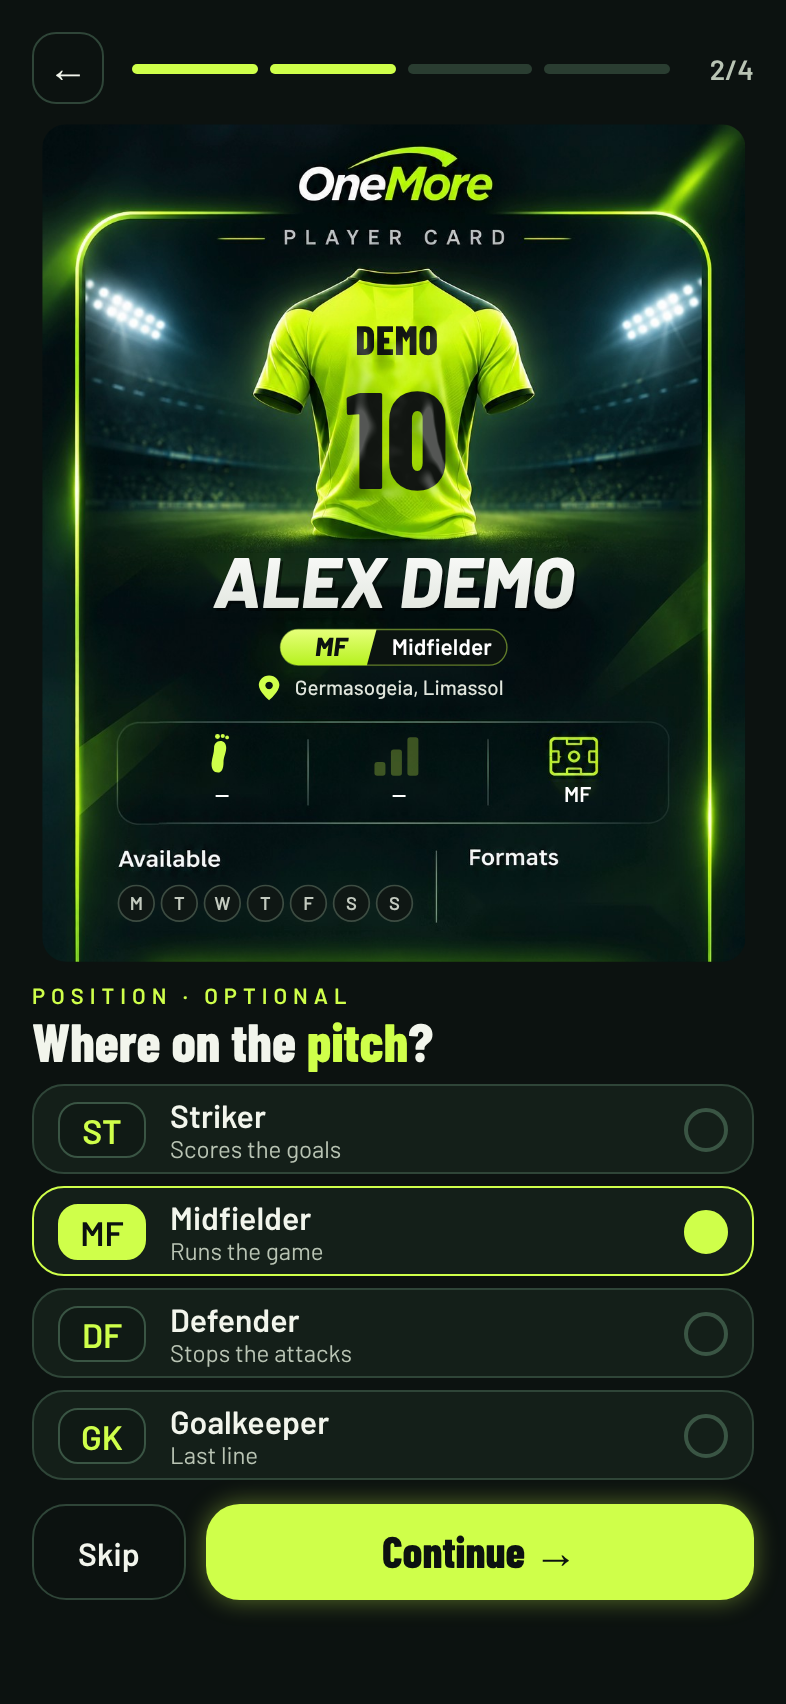 ←
2/4
OneMore
PLAYER CARD
DEMO
10
ALEX DEMO
MF Midfielder
Germasogeia, Limassol
– – MF
Available
M T W T F S S
Formats
POSITION · OPTIONAL
Where on the pitch?
ST Striker
Scores the goals
MF Midfielder
Runs the game
DF Defender
Stops the attacks
GK Goalkeeper
Last line
Skip
Continue →